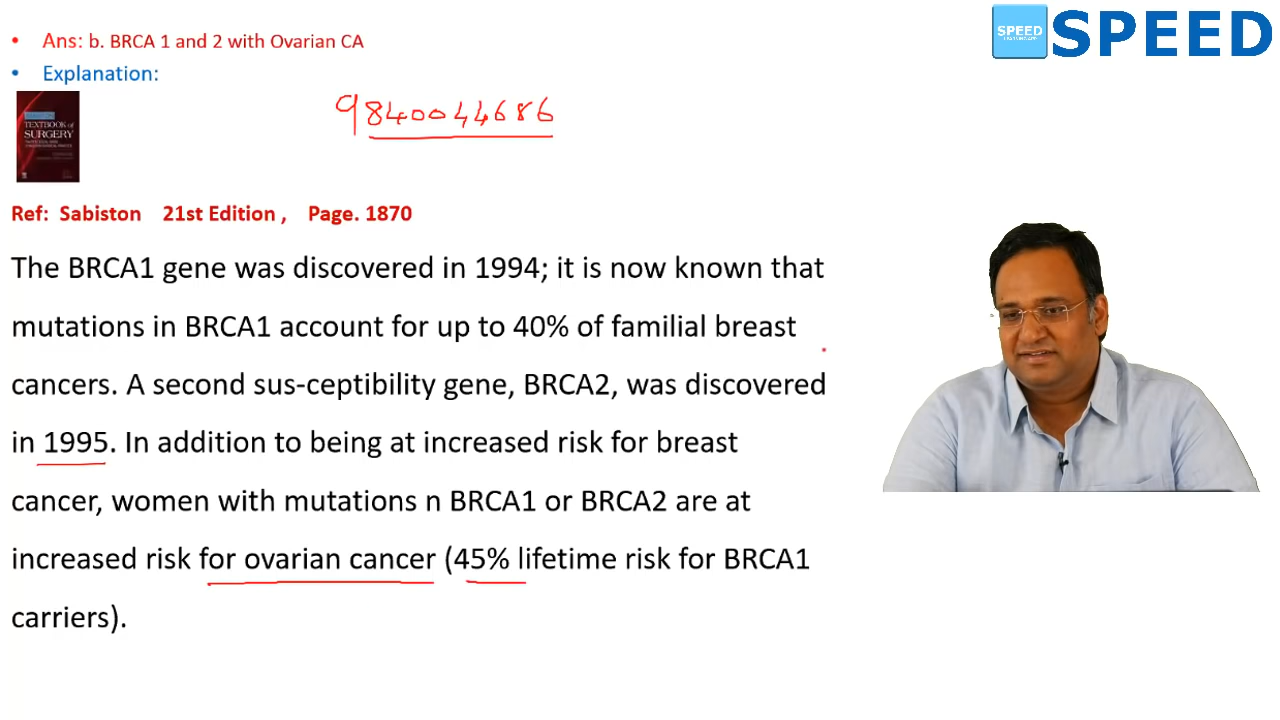 • Ans: b. BRCA 1 and 2 with Ovarian CA
• Explanation:
SPEED
SPEED
9840044686
TEXTBOOK of
SURGERY
Ref: Sabiston 21st Edition , Page. 1870
The BRCA1 gene was discovered in 1994; it is now known that
mutations in BRCA1 account for up to 40% of familial breast
cancers. A second sus-ceptibility gene, BRCA2, was discovered
in 1995. In addition to being at increased risk for breast
cancer, women with mutations n BRCA1 or BRCA2 are at
increased risk for ovarian cancer (45% lifetime risk for BRCA1
carriers).